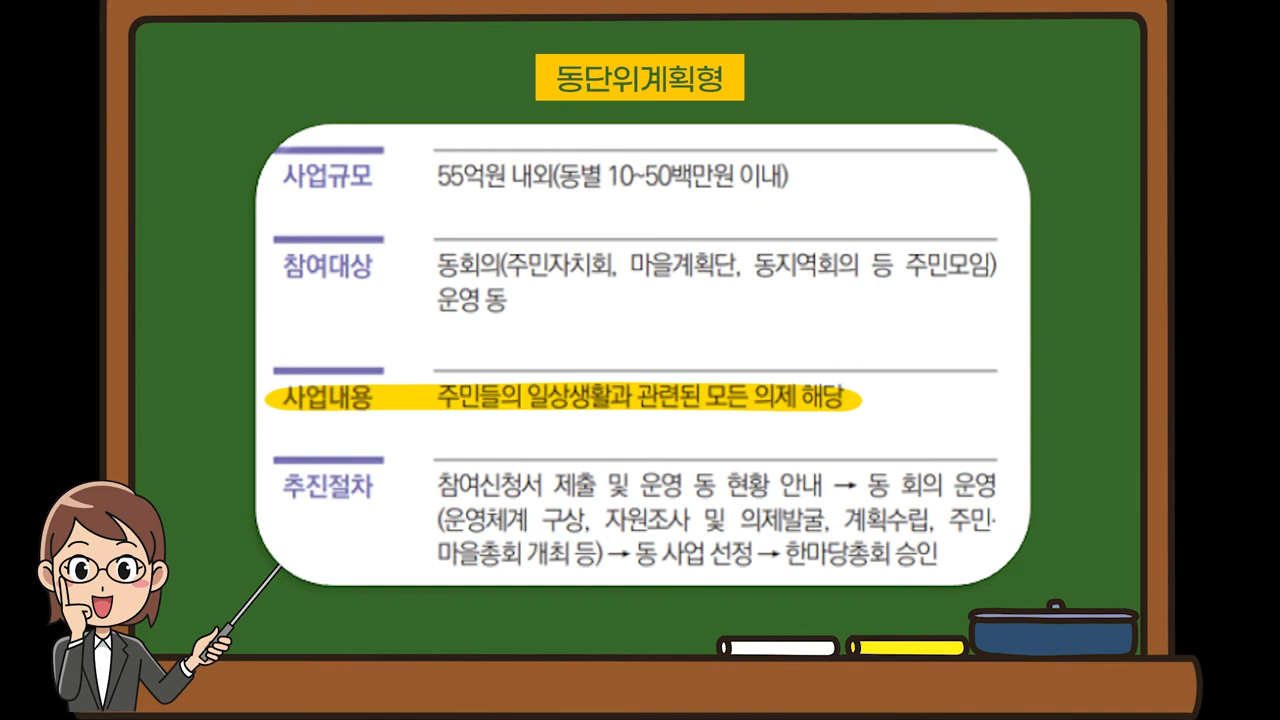 동단위계획형
사업규모
55억원 내외(동별 10~50백만원 이내)
참여대상
동회의(주민자치회, 마을계획단, 동지역회의 등 주민모임)
운영 동
사업내용
주민들의 일상생활과 관련된 모든 의제 해당
추진절차
참여신청서 제출 및 운영 동 현황 안내 → 동 회의 운영
(운영체계 구상, 자원조사 및 의제발굴, 계획수립, 주민·
마을총회 개최 등) → 동 사업 선정 → 한마당총회 승인